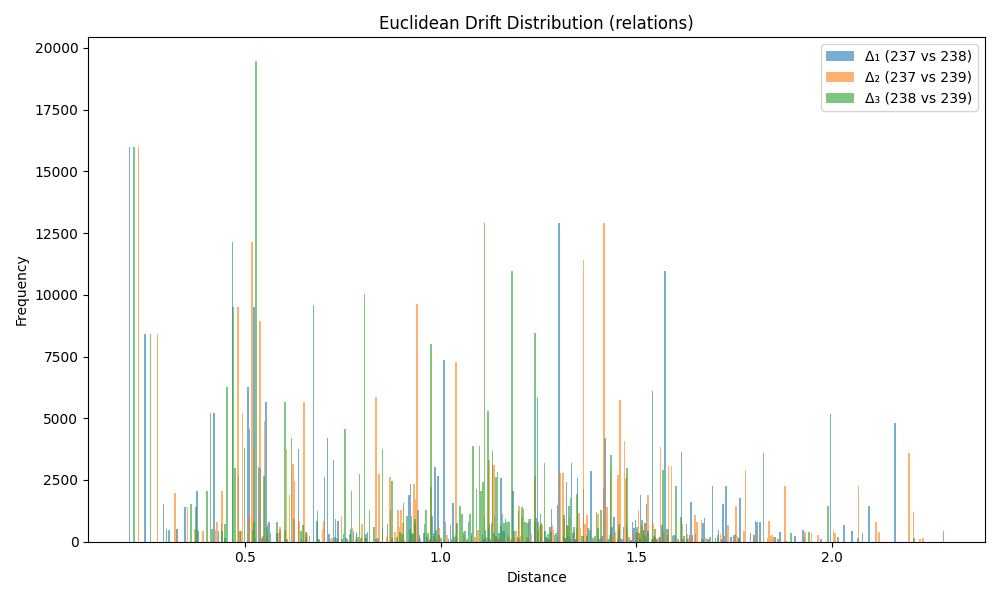 Euclidean Drift Distribution (relations)
Δ₁ (237 vs 238)
Δ₂ (237 vs 239)
Δ₃ (238 vs 239)
Frequency
20000
17500
15000
12500
10000
7500
5000
2500
0
0.5
1.0
1.5
2.0
Distance